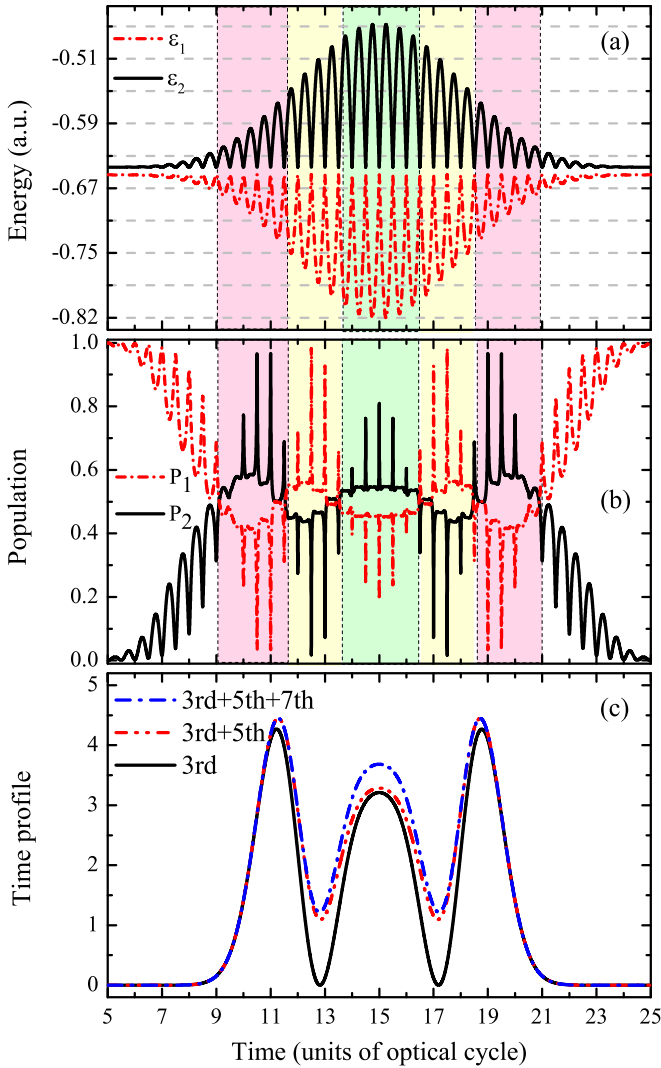 (a)
ε1
ε2
-0.51
-0.59
-0.67
-0.75
-0.82
Energy (a.u.)
1.0
0.8
0.6
0.4
0.2
0.0
P1
P2
(b)
Population
5
4
3
2
1
0
3rd+5th+7th
3rd+5th
3rd
(c)
Time profile
5 7 9 11 13 15 17 19 21 23 25
Time (units of optical cycle)